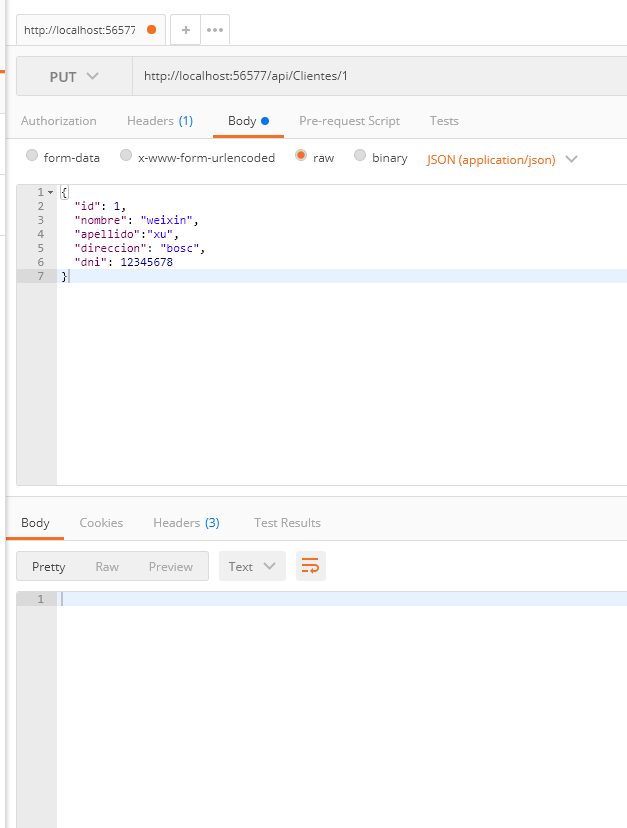 http://localhost:56577
PUT http://localhost:56577/api/Clientes/1
Authorization Headers (1) Body Pre-request Script Tests
form-data x-www-form-urlencoded raw binary JSON (application/json)
1 {
2 "id": 1,
3 "nombre": "weixin",
4 "apellido":"xu",
5 "direccion": "bosc",
6 "dni": 12345678
7 }
Body Cookies Headers (3) Test Results
Pretty Raw Preview Text
1